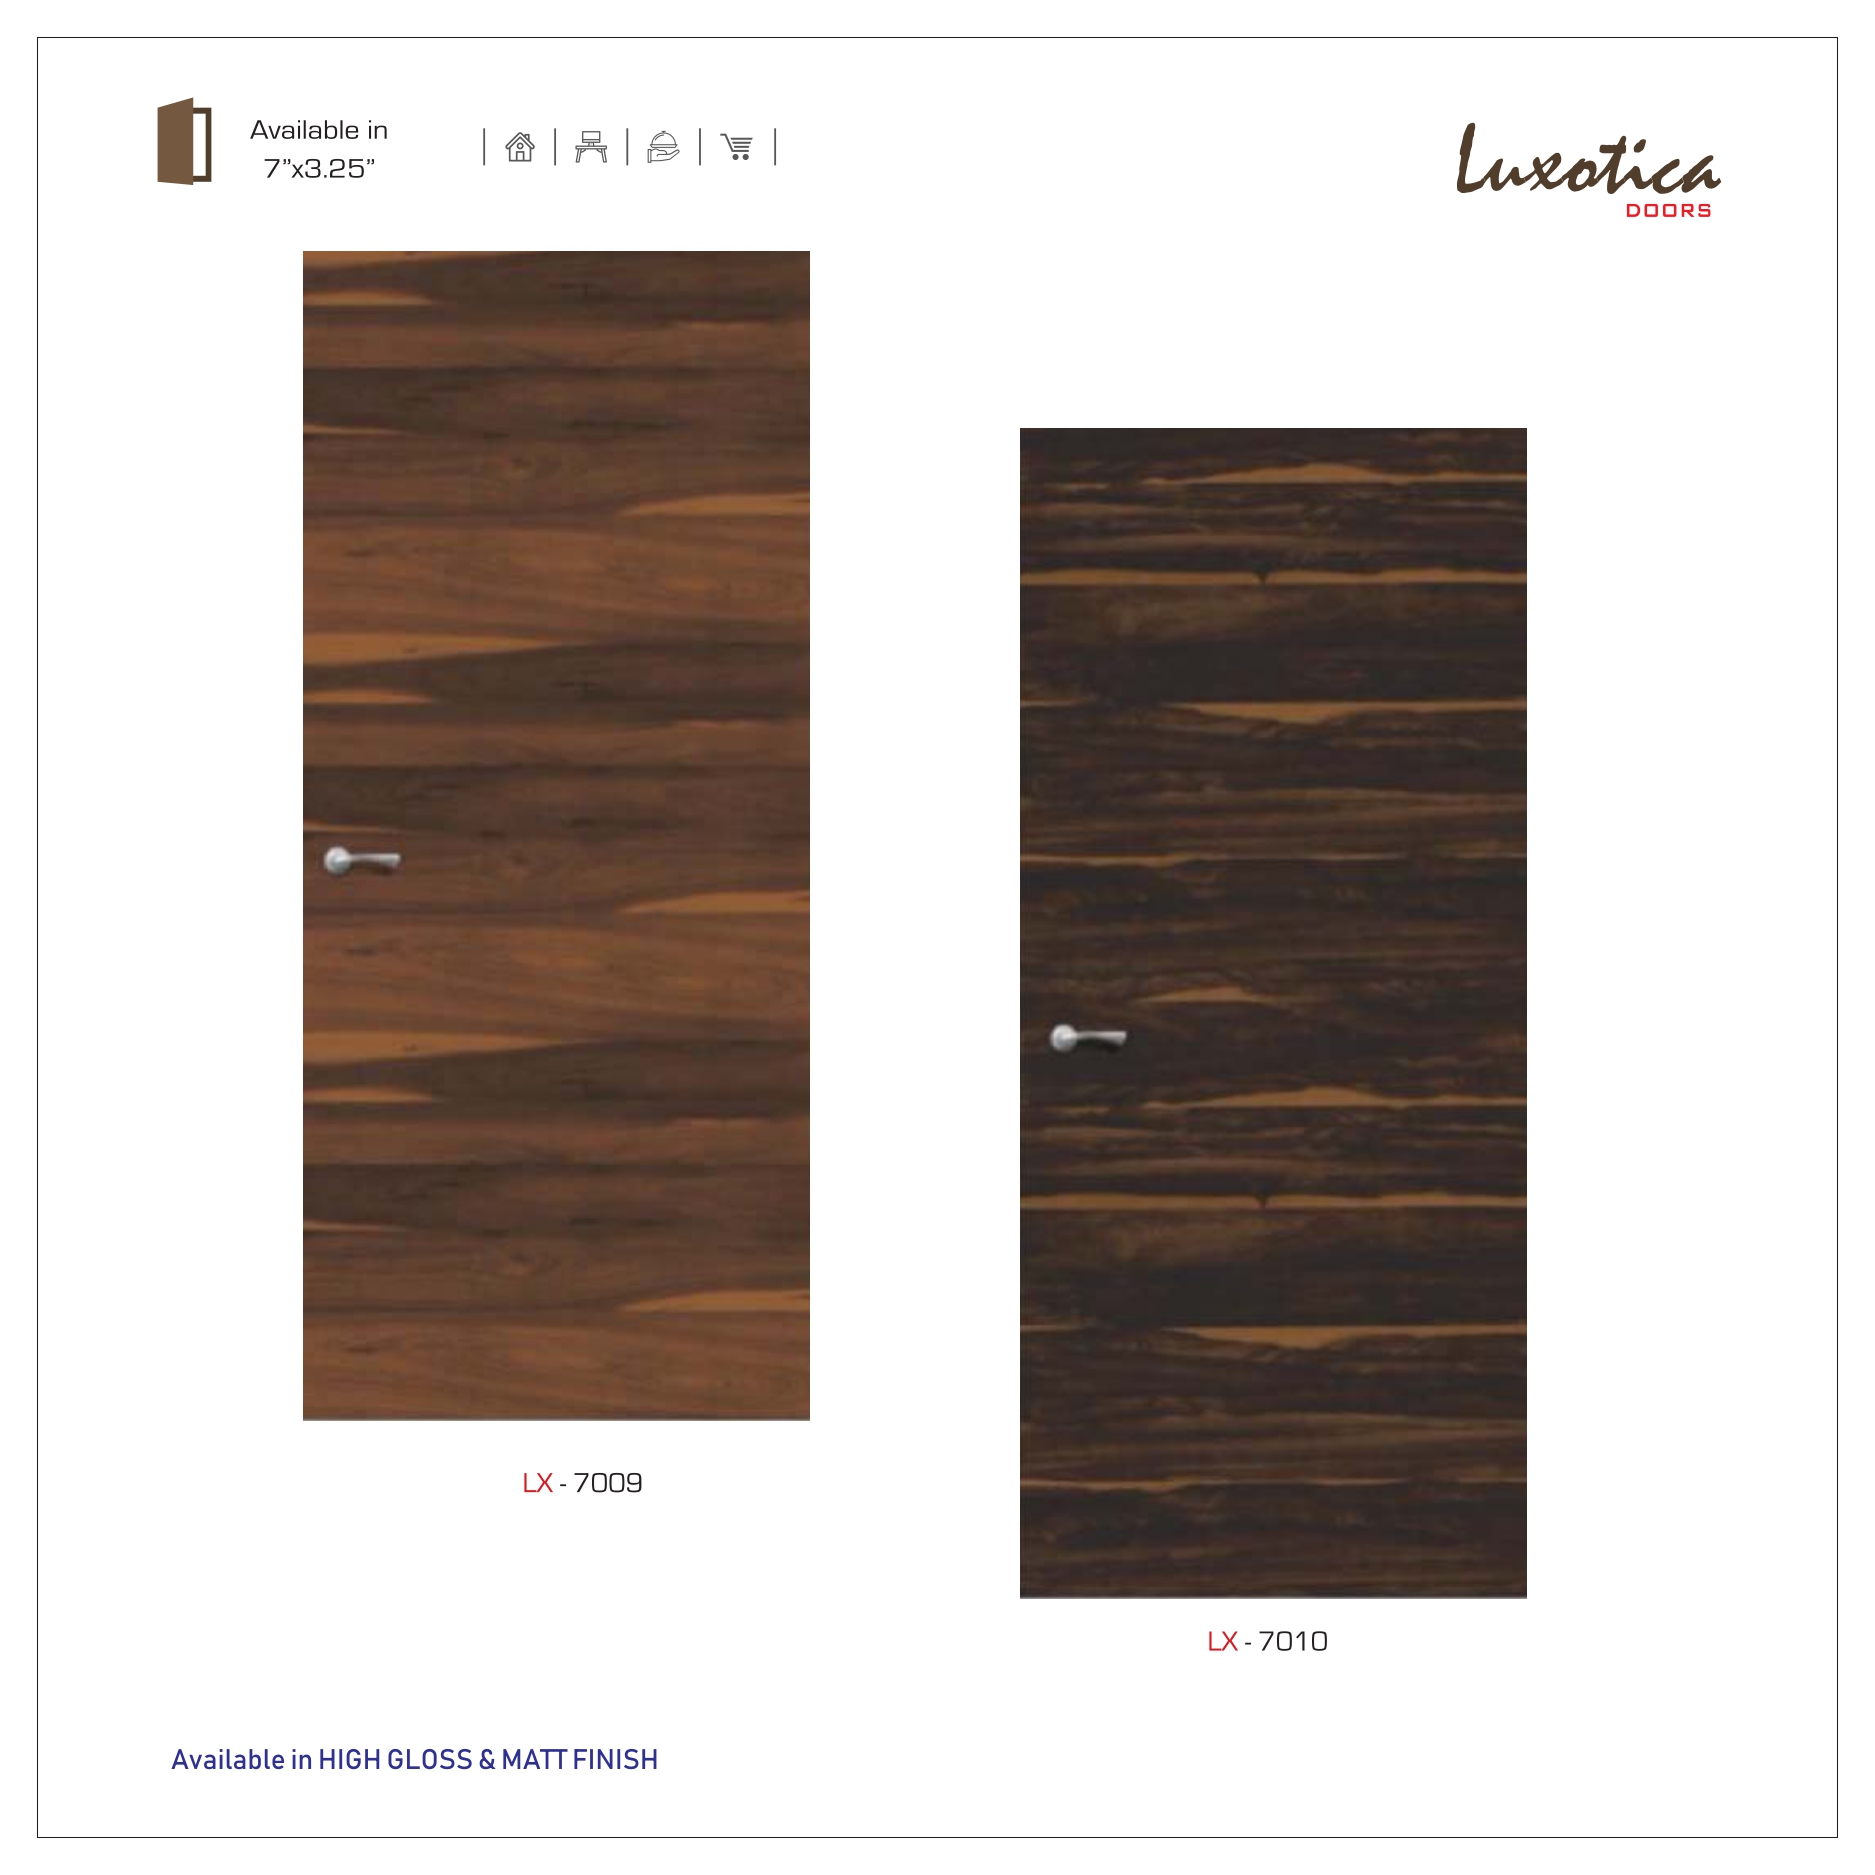 Available in
7”x3.25”
Luxotica
DOORS
LX - 7009
LX - 7010
Available in HIGH GLOSS & MATT FINISH